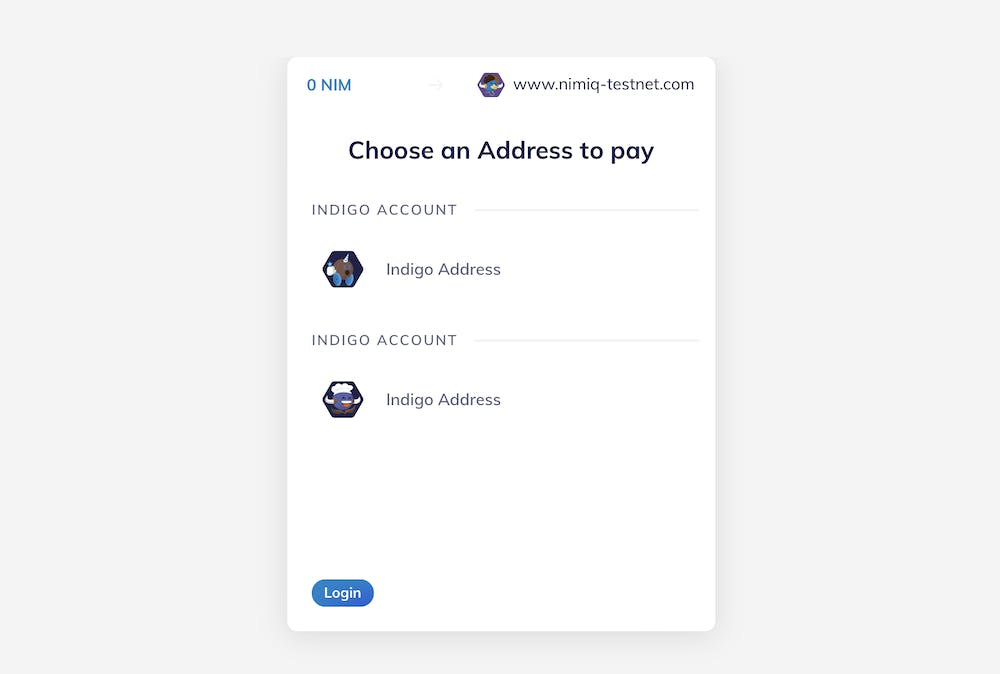 0 NIM → www.nimiq-testnet.com
Choose an Address to pay
INDIGO ACCOUNT
Indigo Address
INDIGO ACCOUNT
Indigo Address
Login